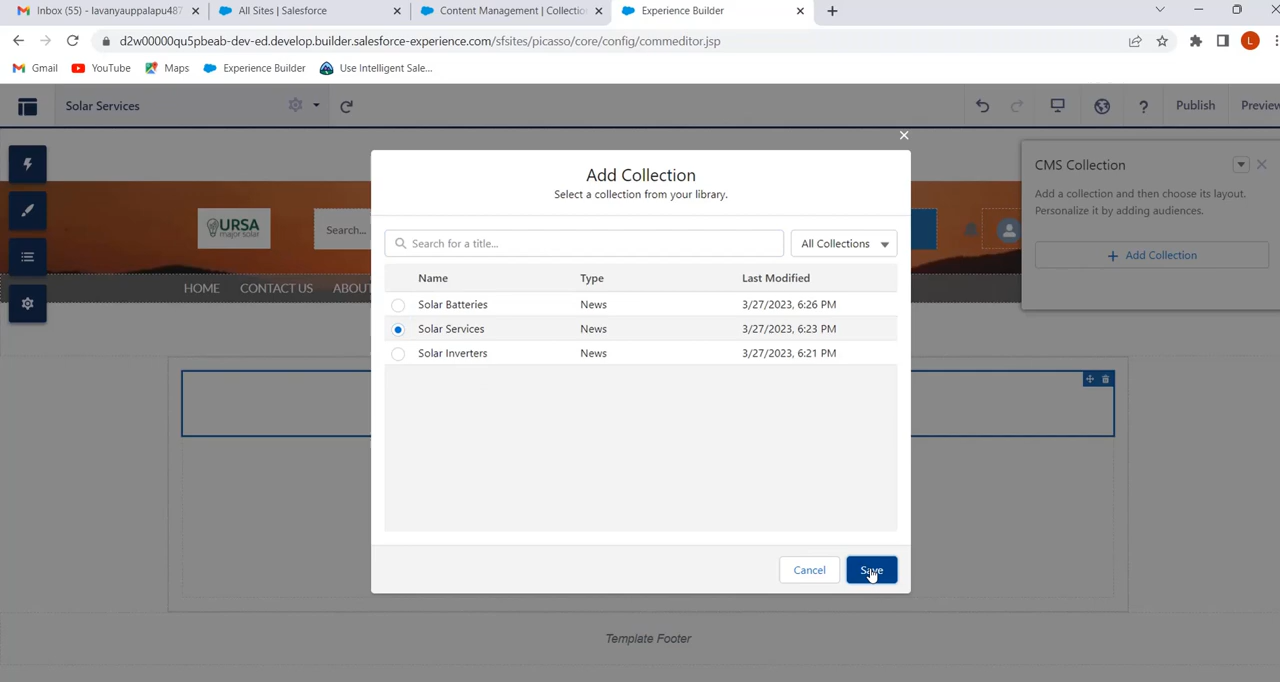 Inbox (55) - lavanyauppalapu487
All Sites | Salesforce
Content Management | Collectio
Experience Builder
d2w00000qu5pbeab-dev-ed.develop.builder.salesforce-experience.com/sfsites/picasso/core/config/commeditor.jsp
L
Gmail
YouTube
Maps
Experience Builder
Use Intelligent Sale...
Solar Services
?
Publish
Preview
Add Collection
Select a collection from your library.
CMS Collection
Add a collection and then choose its layout.
Personalize it by adding audiences.
Add Collection
URSA
major solar
Search...
HOME
CONTACT US
ABOU
Search for a title...
All Collections
Name Type Last Modified
Solar Batteries News 3/27/2023, 6:26 PM
Solar Services News 3/27/2023, 6:23 PM
Solar Inverters News 3/27/2023, 6:21 PM
Cancel
Save
Template Footer